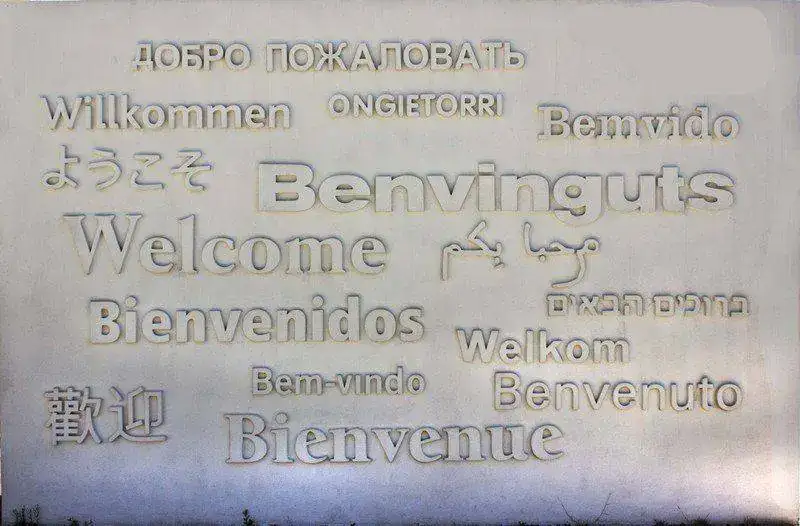 ДОБРО ПОЖАЛОВАТЬ
Willkommen
ONGIETORRI
Bemvido
ようこそ
Benvinguts
Welcome
مرحبا بكم
ברוכים הבאים
Bienvenidos
Welkom
Bem-vındo
Benvenuto
歡迎
Bienvenue